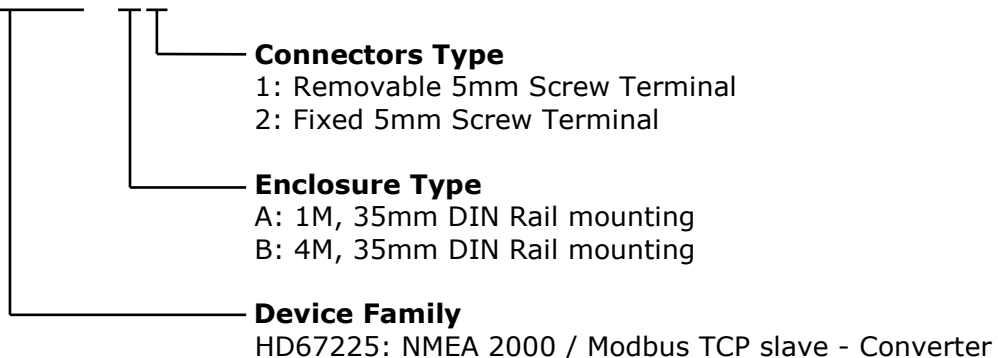 Connectors Type
1: Removable 5mm Screw Terminal
2: Fixed 5mm Screw Terminal
Enclosure Type
A: 1M, 35mm DIN Rail mounting
B: 4M, 35mm DIN Rail mounting
Device Family
HD67225: NMEA 2000 / Modbus TCP slave - Converter